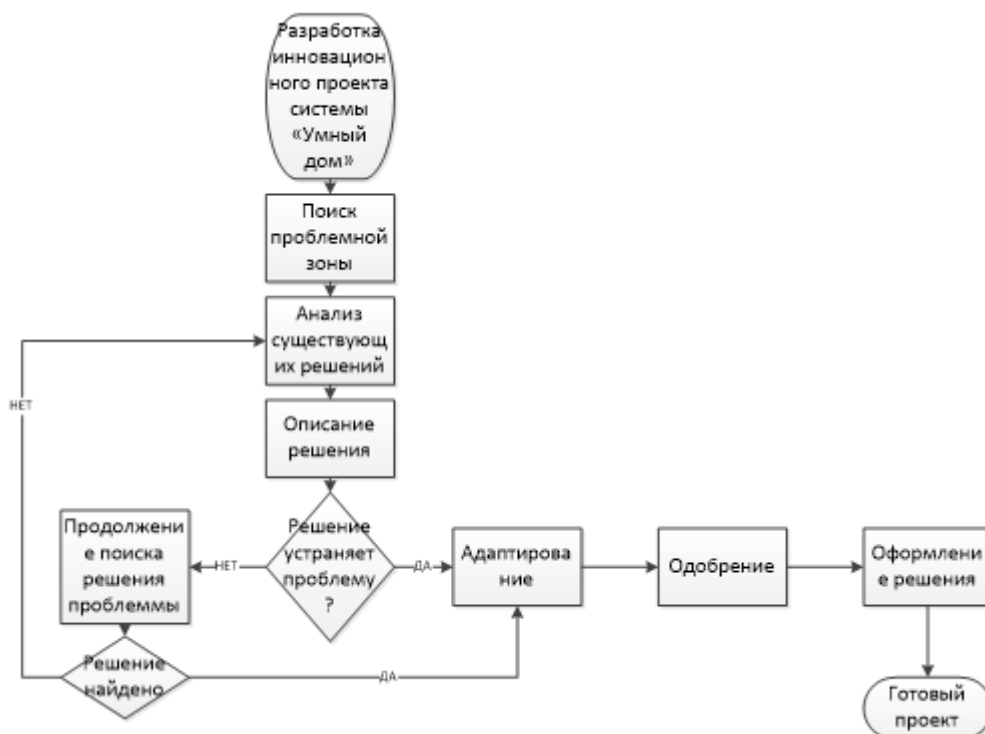 Разработка
инновацион
ного проекта
системы
«Умный
дом»
Поиск
проблемной
зоны
Анализ
существующ
их решений
НЕТ
Описание
решения
Продолжени
е поиска
решения
проблеммы
НЕТ
Решение
устраняет
проблему
?
ДА
Адаптирова
ние
Одобрение
Оформлени
е решения
Решение
найдено
ДА
Готовый
проект